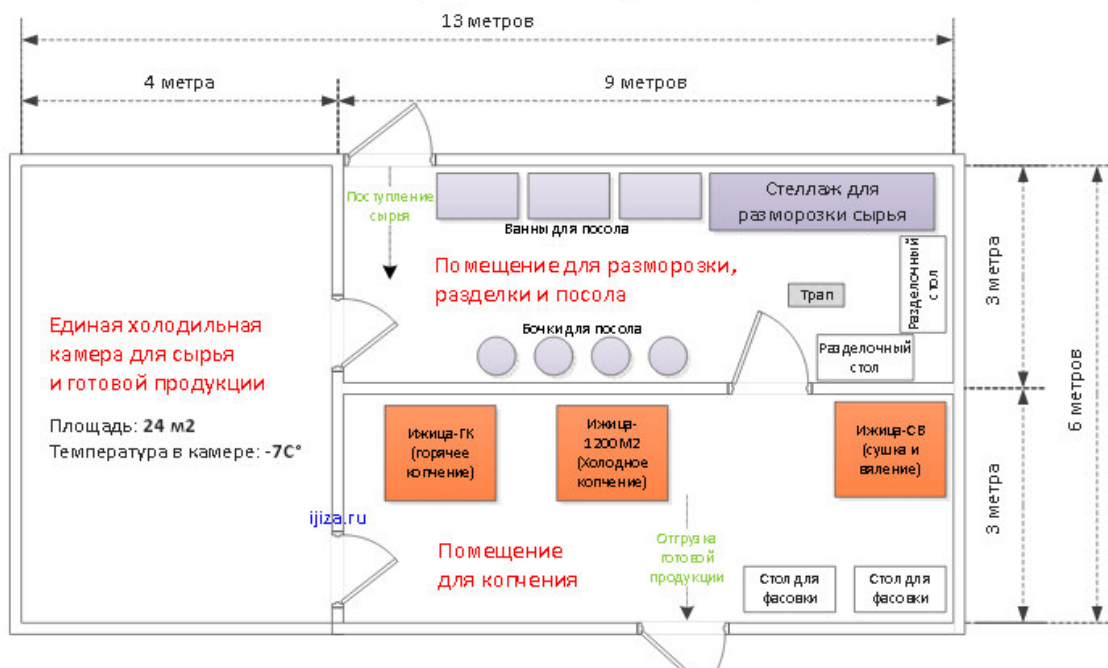 13 метров
4 метра
9 метров
Поступление
сырья
Ванны для посола
Стеллаж для
разморозки сырья
Помещение для разморозки,
разделки и посола
Трап
Разделочный
стол
Бочки для посола
Разделочный
стол
3 метра
6 метров
Единая холодильная
камера для сырья
и готовой продукции
Площадь: 24 м2
Температура в камере: -7С°
ijiza.ru
Ижица-ГК
(горячее
копчение)
Ижица-
1200М2
(Холодное
копчение)
Ижица-СВ
(сушка и
вяление)
3 метра
Помещение
для копчения
Отгрузка
готовой
продукции
Стол для
фасовки
Стол для
фасовки